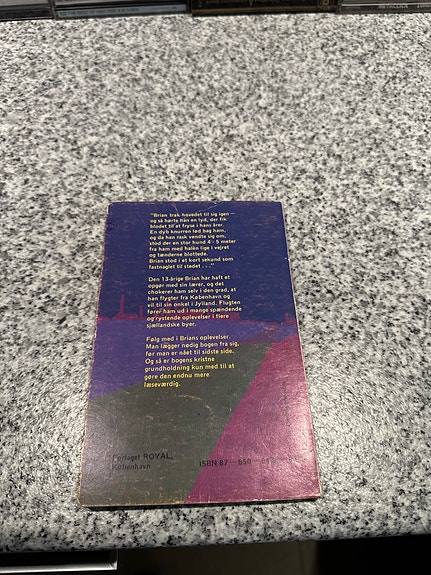 METALLICA
"Brian trak hovedet til sig igen —
og så hørte han en lyd, der fik
blodet til at fryse i hans årer.
En dyb knurren lød bag ham,
og da han rask vendte sig om,
stod der en stor hund 4 - 5 meter
fra ham med halen lige i vejret
og tænderne blottede.
Brian stod i et kort sekund som
fastnaglet til stedet . . ."
Den 13-årige Brian har haft et
opgør med sin lærer, og det
chokerer ham selv i den grad, at
han flygter fra København og
vil til sin onkel i Jylland. Flugten
fører ham ud i mange spændende
og rystende oplevelser i flere
sjællandske byer.
Følg med i Brians oplevelser.
Man lægger nødig bogen fra sig,
før man er nået til sidste side.
Og så er bogens kristne
grundholdning kun med til at
gøre den endnu mere
læseværdig.
Forlaget ROYAL,
København
ISBN 87 —